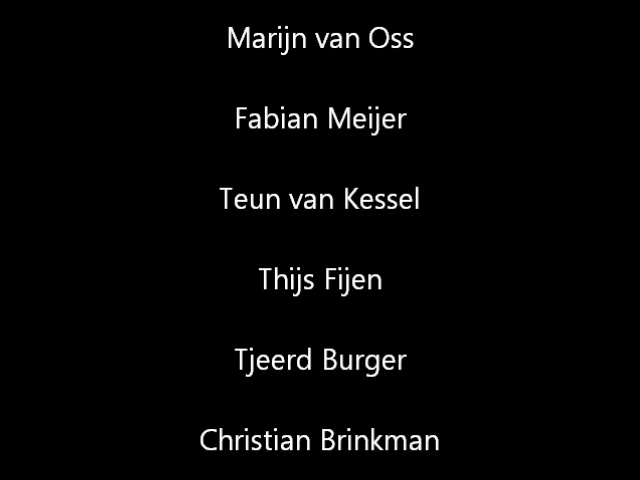 Marijn van Oss
Fabian Meijer
Teun van Kessel
Thijs Fijen
Tjeerd Burger
Christian Brinkman